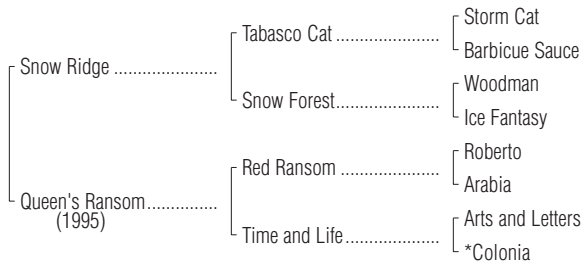 Storm Cat
Tabasco Cat ......................
Barbicue Sauce
Snow Ridge ......................
Woodman
Snow Forest......................
Ice Fantasy
Roberto
Red Ransom .....................
Arabia
Queen's Ransom...............
(1995)
Arts and Letters
Time and Life....................
*Colonia